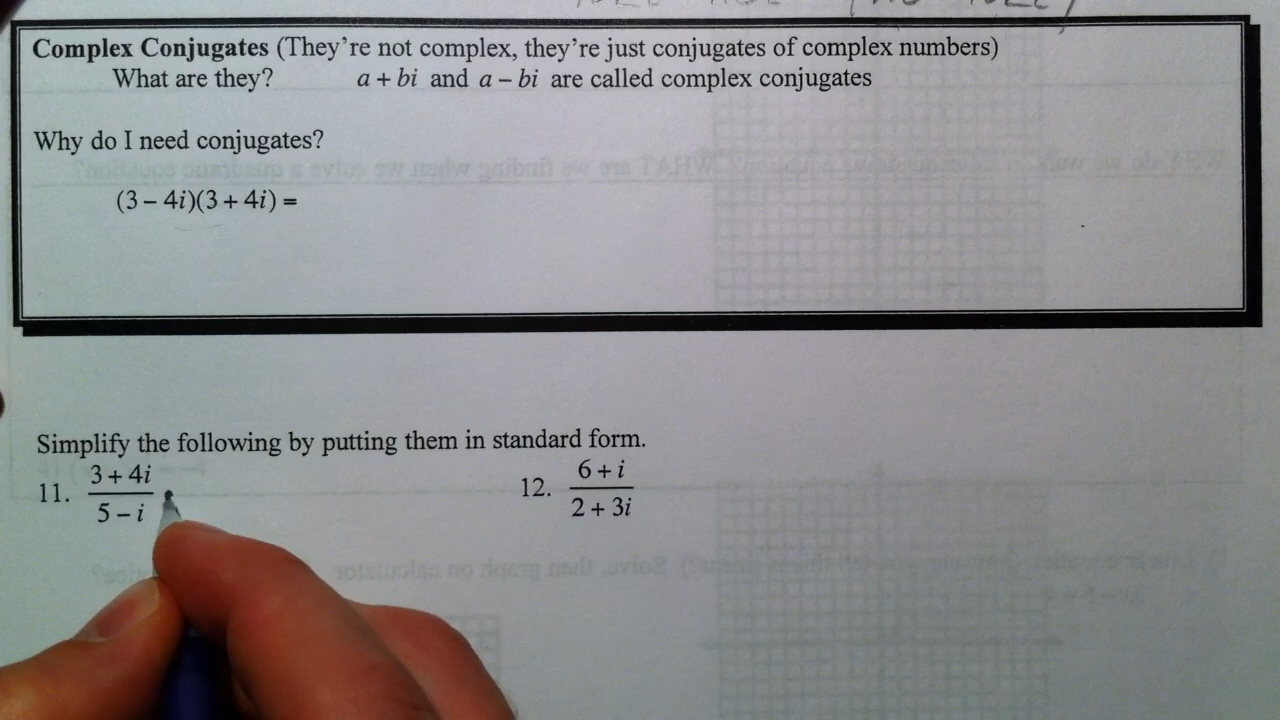 Complex Conjugates (They're not complex, they're just conjugates of complex numbers)
What are they? a + bi and a – bi are called complex conjugates
Why do I need conjugates?
(3 – 4i)(3 + 4i) =
Simplify the following by putting them in standard form.
11. \frac{3 + 4i}{5 – i} 12. \frac{6 + i}{2 + 3i}